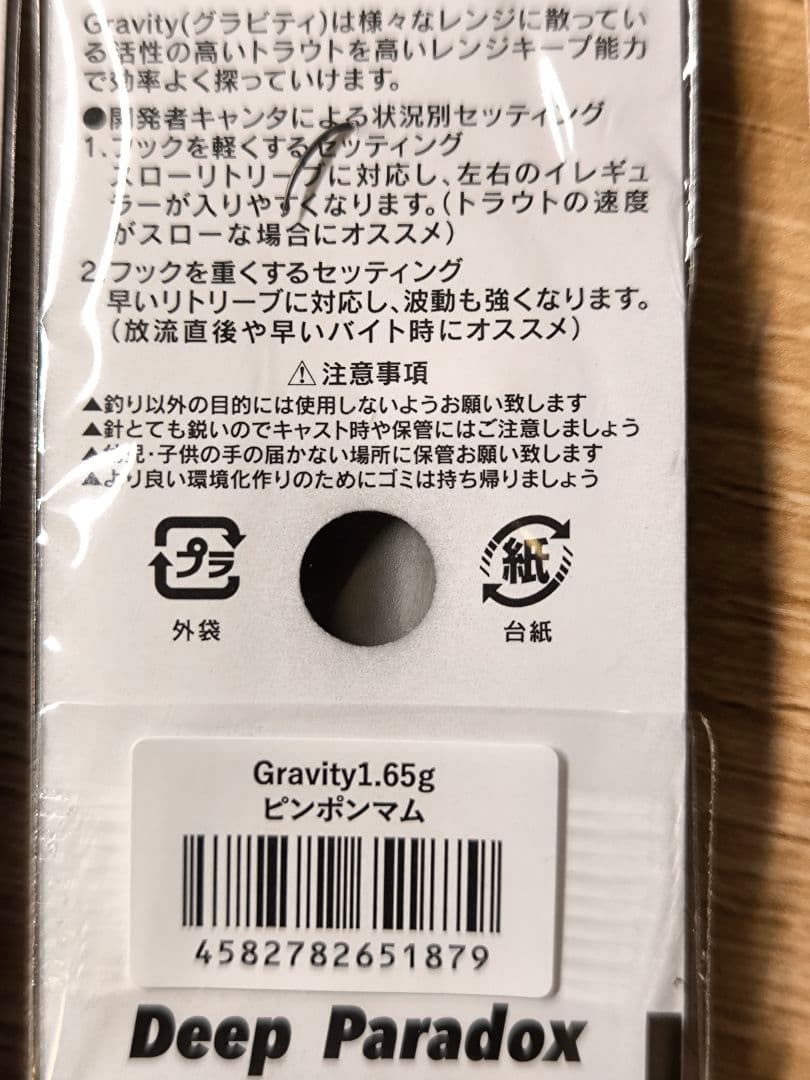 Gravity(グラビティ)は様々なレンジに散ってい
る活性の高いトラウトを高いレンジキープ能力
で効率よく探っていけます。
●開発者キャンタによる状況別セッティング
1.フックを軽くするセッティング
スローリトリーブに対応し、左右のイレギュ
ラーが入りやすくなります。(トラウトの速度
がスローな場合にオススメ)
2.フックを重くするセッティング
早いリトリーブに対応し、波動も強くなります。
(放流直後や早いバイト時にオススメ)
⚠注意事項
▲釣り以外の目的には使用しないようお願い致します
▲針とても鋭いのでキャスト時や保管にはご注意しましょう
▲幼児・子供の手の届かない場所に保管お願い致します
▲より良い環境化作りのためにゴミは持ち帰りましょう
プラ
外袋
紙
台紙
Gravity1.65g
ピンポンマム
4582782651879
Deep Paradox